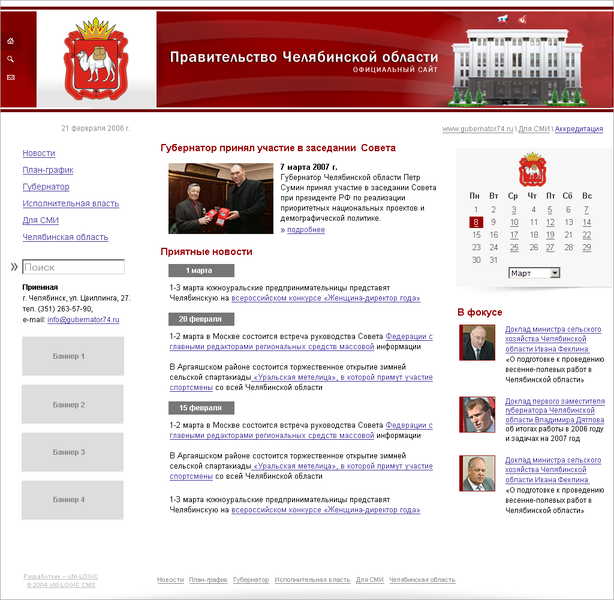 Правительство Челябинской области
ОФИЦИАЛЬНЫЙ САЙТ
21 февраля 2006 г.
www.gubernator74.ru \ Для СМИ \ Аккредитация
Новости
План-график
Губернатор
Исполнительная власть
Для СМИ
Челябинская область
» Поиск
Приемная
г. Челябинск, ул. Цвиллинга, 27.
тел. (351) 263-57-90,
e-mail: info@gubernator74.ru
Баннер 1
Баннер 2
Баннер 3
Баннер 4
Губернатор принял участие в заседании Совета
7 марта 2007 г.
Губернатор Челябинской области Петр
Сумин принял участие в заседании Совета
при президенте РФ по реализации
приоритетных национальных проектов и
демографической политике.
» подробнее
Приятные новости
1 марта
1-3 марта южноуральские предпринимательницы представят
Челябинскую на всероссийском конкурсе «Женщина-директор года»
20 февраля
1-2 марта в Москве состоится встреча руководства Совета Федерации с
главными редакторами региональных средств массовой информации
В Аргаяшском районе состоится торжественное открытие зимней
сельской спартакиады «Уральская метелица», в которой примут участие
спортсмены со всей Челябинской области
15 февраля
1-2 марта в Москве состоится встреча руководства Совета Федерации с
главными редакторами региональных средств массовой информации
В Аргаяшском районе состоится торжественное открытие зимней
сельской спартакиады «Уральская метелица», в которой примут участие
спортсмены со всей Челябинской области
1-3 марта южноуральские предпринимательницы представят
Челябинскую на всероссийском конкурсе «Женщина-директор года»
Пн Вт Ср Чт Пт Сб Вс
1 2 3 4 5 6 7
8 9 10 11 12 13 14
15 16 17 18 19 20 21
22 23 24 25 26 27 28
29 30 31
Март
В фокусе
Доклад министра сельского
хозяйства Челябинской
области Ивана Феклина
«О подготовке к проведению
весенне-полевых работ в
Челябинской области»
Доклад первого заместителя
губернатора Челябинской
области Владимира Дятлова
об итогах работы в 2006 году
и задачах на 2007 год
Доклад министра сельского
хозяйства Челябинской
области Ивана Феклина
«О подготовке к проведению
весенне-полевых работ в
Челябинской области»
Разработчик – uNi-LOGIC
© 2004 uNi-LOGIC CMS
Новости План-график Губернатор Исполнительная власть Для СМИ Челябинская область